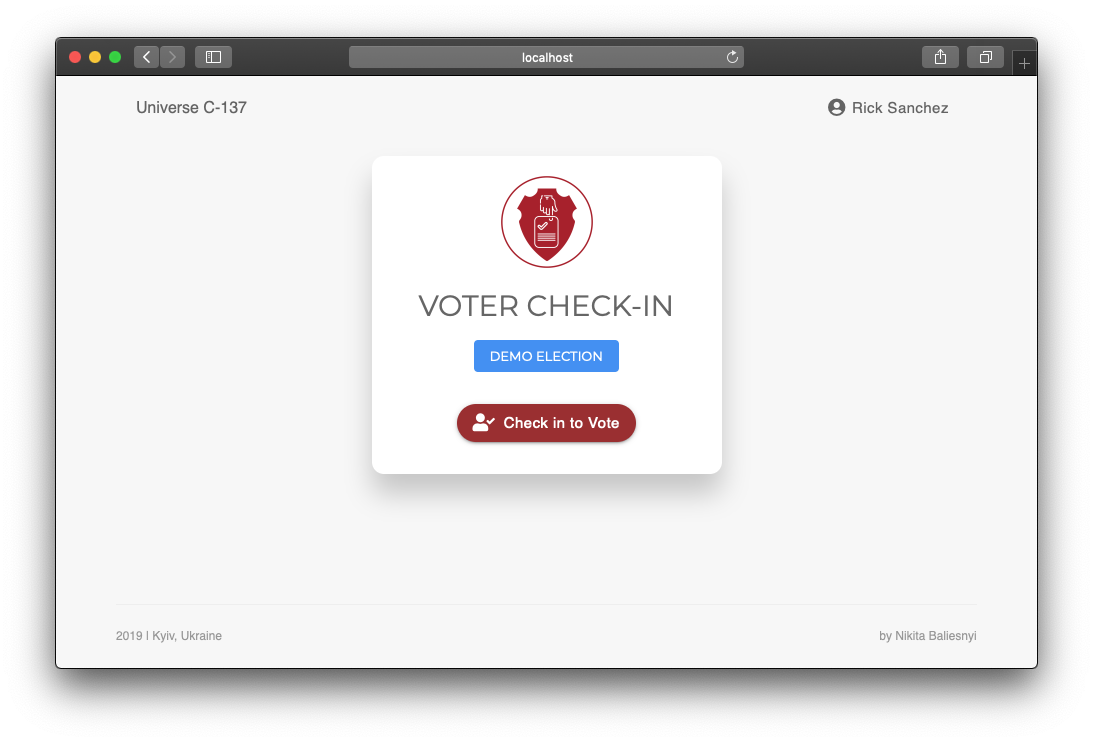 localhost
Universe C-137
Rick Sanchez
VOTER CHECK-IN
DEMO ELECTION
Check in to Vote
2019 | Kyiv, Ukraine
by Nikita Baliesnyi